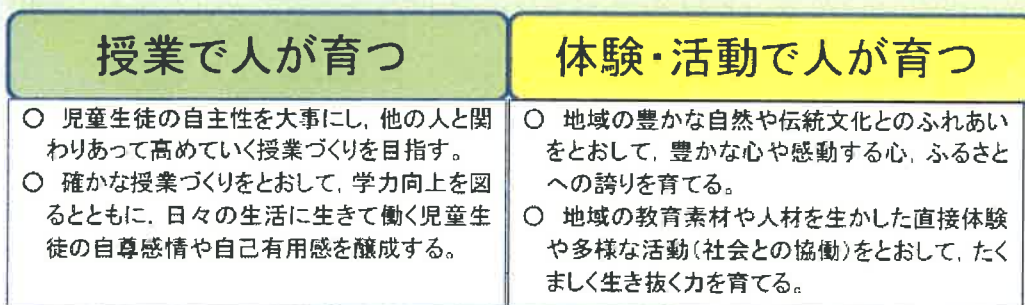 授業で人が育つ
○ 児童生徒の自主性を大事にし，他の人と関
わりあって高めていく授業づくりを目指す。
○ 確かな授業づくりをとおして，学力向上を図
るとともに，日々の生活に生きて働く児童生
徒の自尊感情や自己有用感を醸成する。
体験・活動で人が育つ
○ 地域の豊かな自然や伝統文化とのふれあい
をとおして，豊かな心や感動する心，ふるさと
への誇りを育てる。
○ 地域の教育素材や人材を生かした直接体験
や多様な活動（社会との協働）をとおして，たく
ましく生き抜く力を育てる。